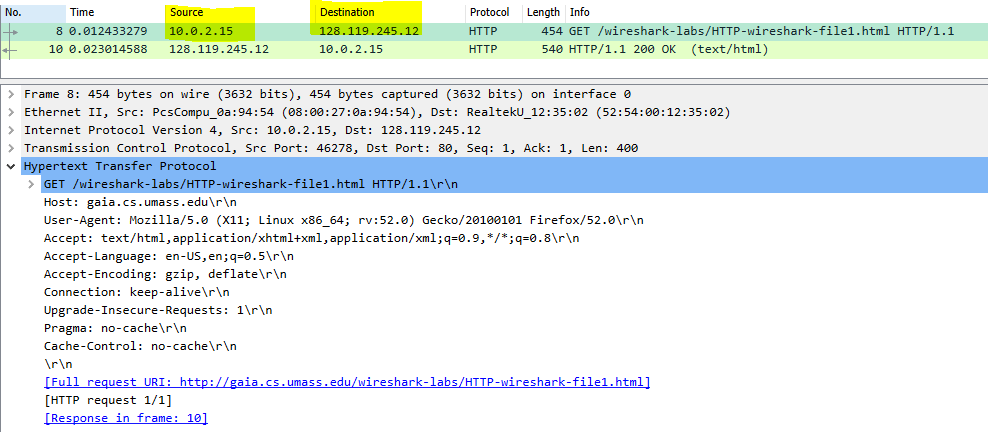 No. Time Source Destination Protocol Length Info
8 0.012433279 10.0.2.15 128.119.245.12 HTTP 454 GET /wireshark-labs/HTTP-wireshark-file1.html HTTP/1.1
10 0.023014588 128.119.245.12 10.0.2.15 HTTP 540 HTTP/1.1 200 OK (text/html)
Frame 8: 454 bytes on wire (3632 bits), 454 bytes captured (3632 bits) on interface 0
Ethernet II, Src: PcsCompu_0a:94:54 (08:00:27:0a:94:54), Dst: RealtekU_12:35:02 (52:54:00:12:35:02)
Internet Protocol Version 4, Src: 10.0.2.15, Dst: 128.119.245.12
Transmission Control Protocol, Src Port: 46278, Dst Port: 80, Seq: 1, Ack: 1, Len: 400
Hypertext Transfer Protocol
GET /wireshark-labs/HTTP-wireshark-file1.html HTTP/1.1\r\n
Host: gaia.cs.umass.edu\r\n
User-Agent: Mozilla/5.0 (X11; Linux x86_64; rv:52.0) Gecko/20100101 Firefox/52.0\r\n
Accept: text/html,application/xhtml+xml,application/xml;q=0.9,*/*;q=0.8\r\n
Accept-Language: en-US,en;q=0.5\r\n
Accept-Encoding: gzip, deflate\r\n
Connection: keep-alive\r\n
Upgrade-Insecure-Requests: 1\r\n
Pragma: no-cache\r\n
Cache-Control: no-cache\r\n
\r\n
[Full request URI: http://gaia.cs.umass.edu/wireshark-labs/HTTP-wireshark-file1.html]
[HTTP request 1/1]
[Response in frame: 10]